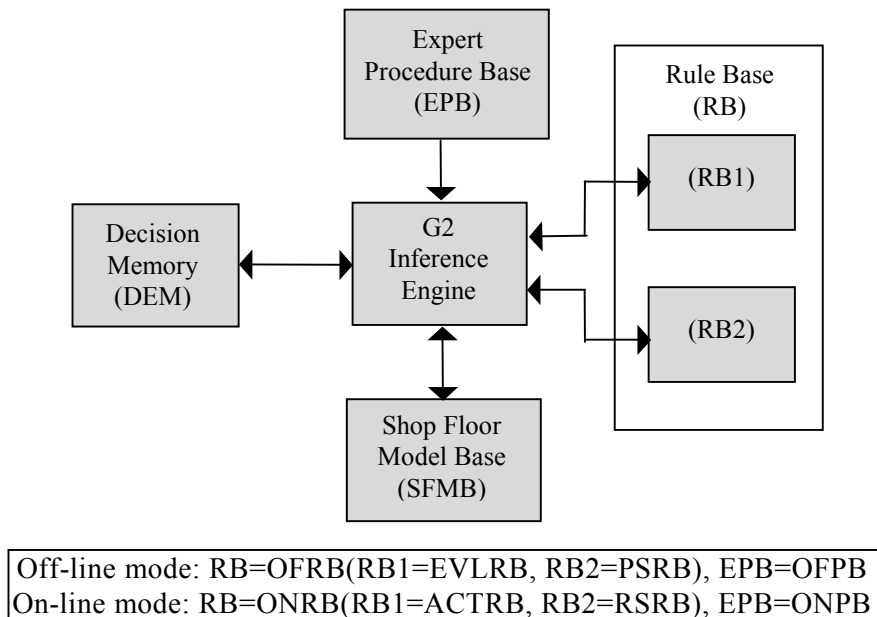 Expert
Procedure Base
(EPB)
Rule Base
(RB)
(RB1)
G2
Inference
Engine
Decision
Memory
(DEM)
(RB2)
Shop Floor
Model Base
(SFMB)
Off-line mode: RB=OFRB(RB1=EVLRB, RB2=PSRB), EPB=OFPB
On-line mode: RB=ONRB(RB1=ACTRB, RB2=RSRB), EPB=ONPB